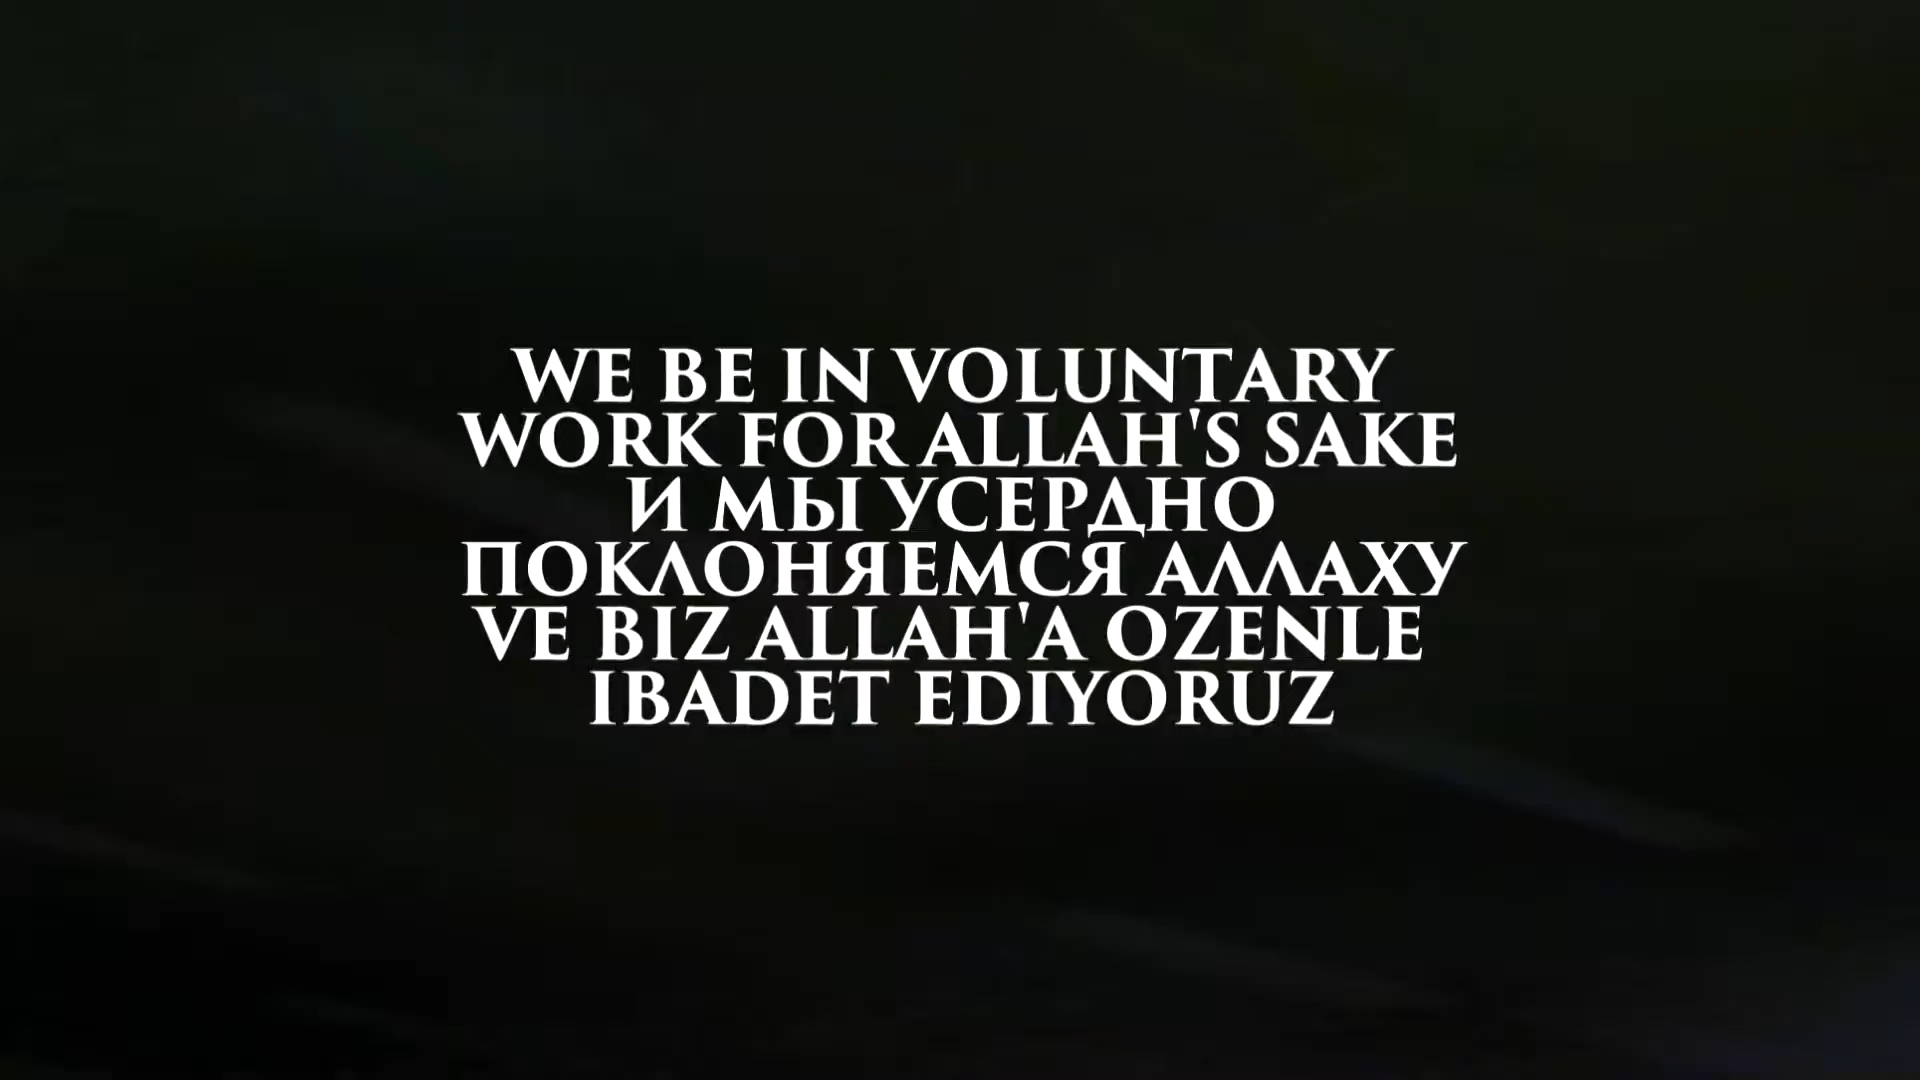 WE BE IN VOLUNTARY
WORK FOR ALLAH'S SAKE
И МЫ УСЕРДНО
ПОКЛОНЯЕМСЯ АЛЛАХУ
VE BIZ ALLAH'A OZENLE
IBADET EDIYORUZ